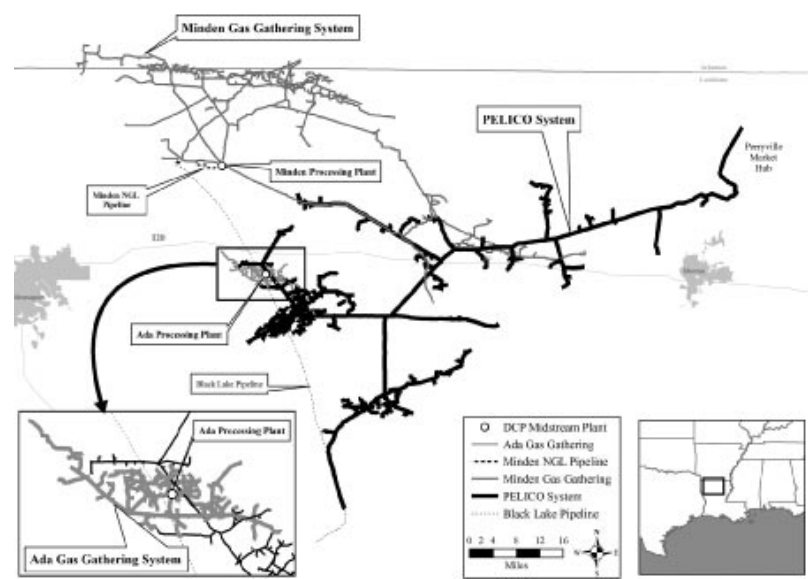 Minden Gas Gathering System
Arkansas
Louisiana
PELICO System
Perryville
Market
Hub
Minden Processing Plant
Minden NGL
Pipeline
I20
Ada Processing Plant
Black Lake Pipeline
Ada Processing Plant
Ada Gas Gathering System
DCP Midstream Plant
Ada Gas Gathering
Minden NGL Pipeline
Minden Gas Gathering
PELICO System
Black Lake Pipeline
0 2 4 8 12 16
Miles
N
W E
S